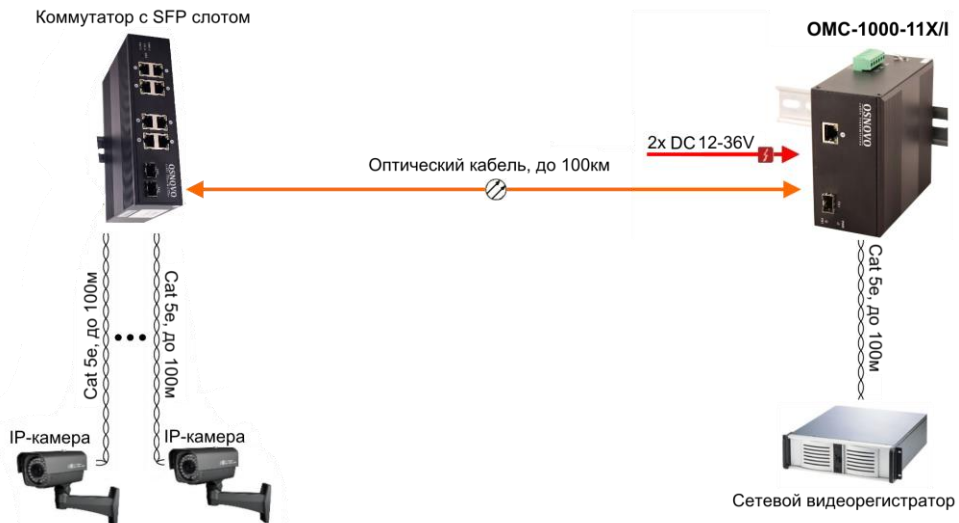 Коммутатор с SFP слотом
OMC-1000-11X/I
OSNOVO
2x DC 12-36V
Оптический кабель, до 100км
OSNOVO
Cat 5e, до 100м
Cat 5e, до 100м
Cat 5e, до 100м
IP-камера
IP-камера
Сетевой видеорегистратор